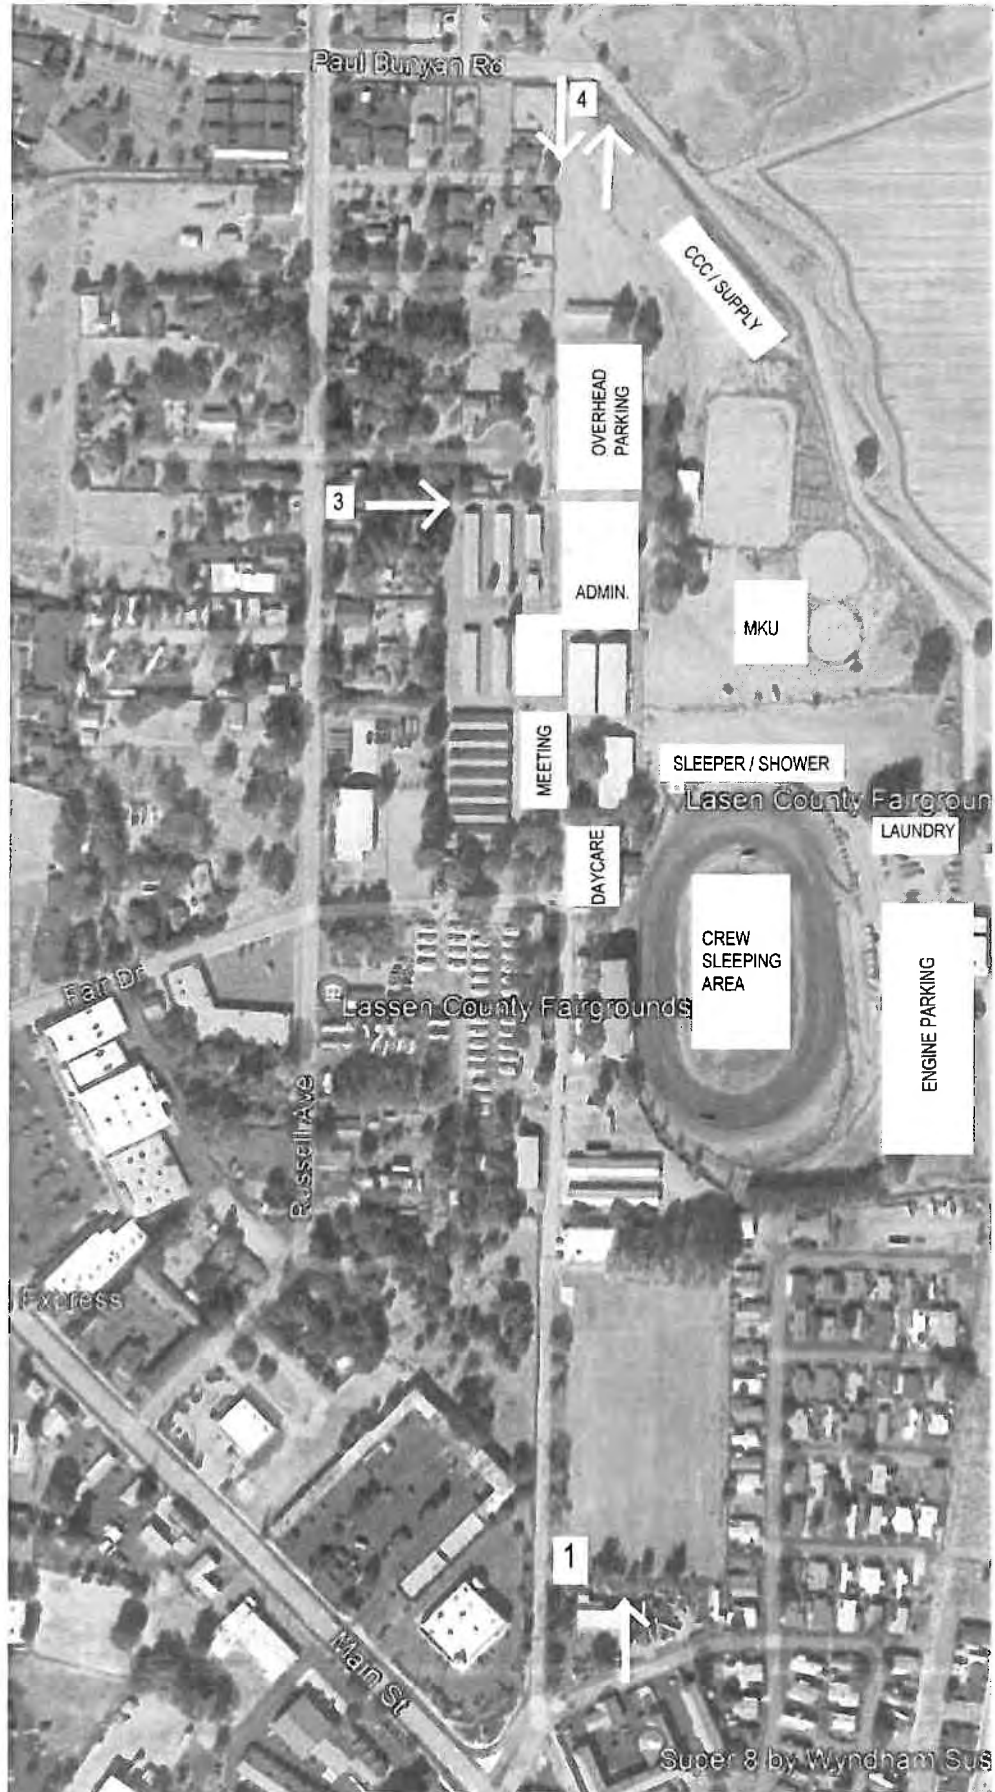 Paul Bunyan Rd
4
CCC / SUPPLY
OVERHEAD
PARKING
3
ADMIN.
MKU
MEETING
SLEEPER / SHOWER
Lasen County Fairgroun
LAUNDRY
DAYCARE
CREW
SLEEPING
AREA
ENGINE PARKING
Fair Dr
Lassen County Fairgrounds
Russell Ave
Express
1
Main St
Super 8 by Wyndham Sus